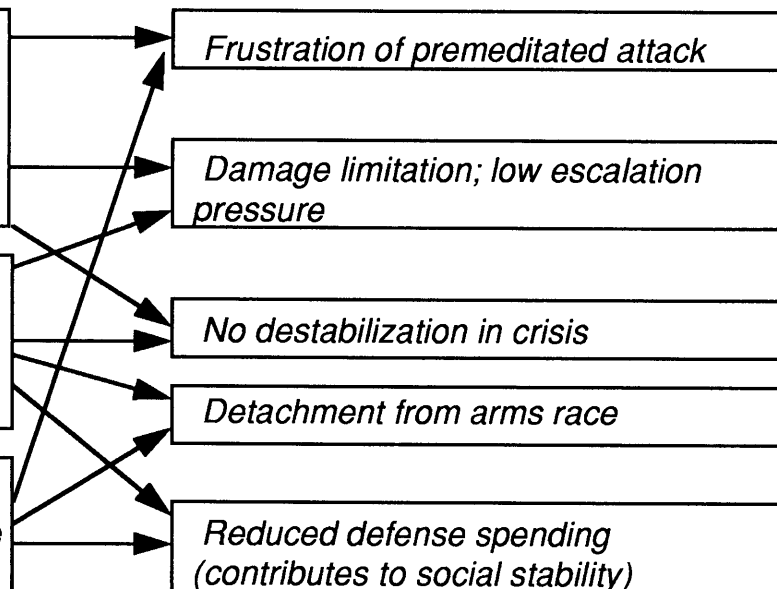 Frustration of premeditated attack
Damage limitation; low escalation
pressure
No destabilization in crisis
Detachment from arms race
Reduced defense spending
(contributes to social stability)